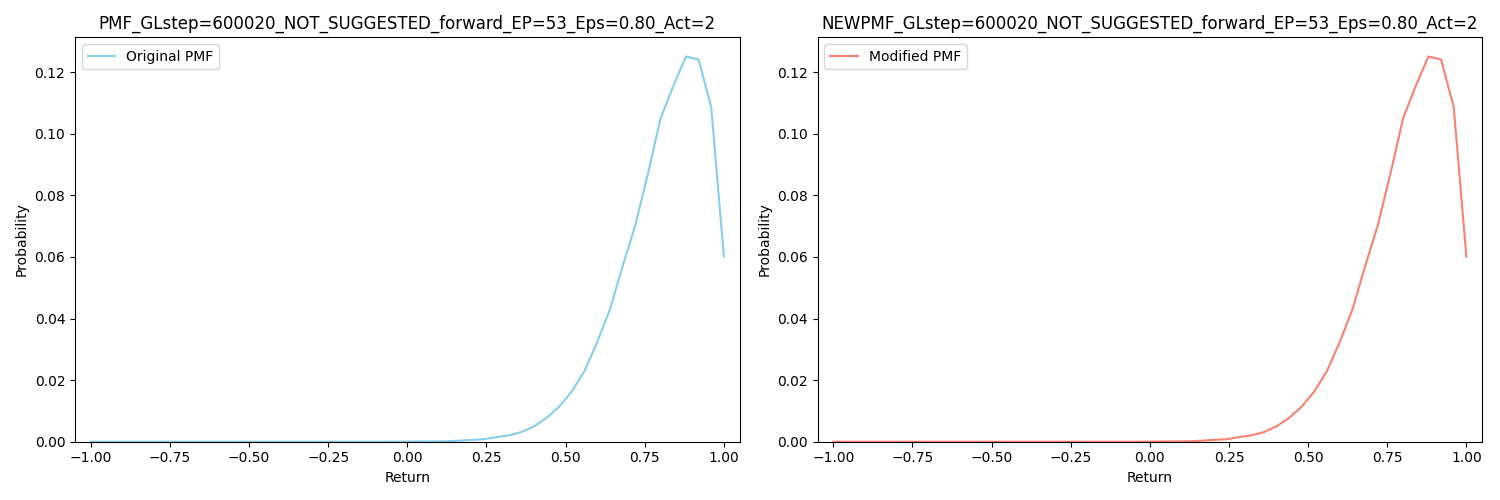 PMF_GLstep=600020_NOT_SUGGESTED_forward_EP=53_Eps=0.80_Act=2
Original PMF
Probability
0.12
0.10
0.08
0.06
0.04
0.02
0.00
−1.00 −0.75 −0.50 −0.25 0.00 0.25 0.50 0.75 1.00
Return
NEWPMF_GLstep=600020_NOT_SUGGESTED_forward_EP=53_Eps=0.80_Act=2
Modified PMF
Probability
0.12
0.10
0.08
0.06
0.04
0.02
0.00
−1.00 −0.75 −0.50 −0.25 0.00 0.25 0.50 0.75 1.00
Return